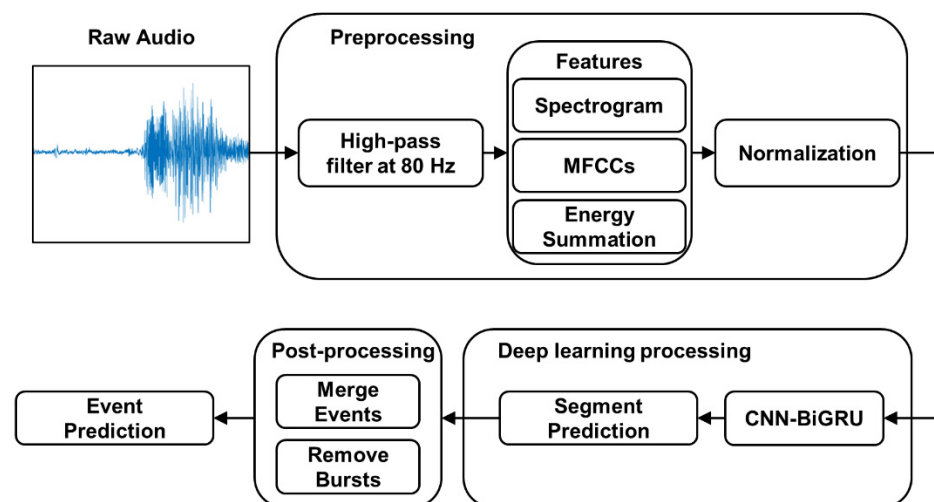 Raw Audio
Preprocessing
Features
Spectrogram
High-pass
filter at 80 Hz
MFCCs
Normalization
Energy
Summation
Post-processing
Deep learning processing
Merge
Events
Event
Prediction
Segment
Prediction
CNN-BiGRU
Remove
Bursts